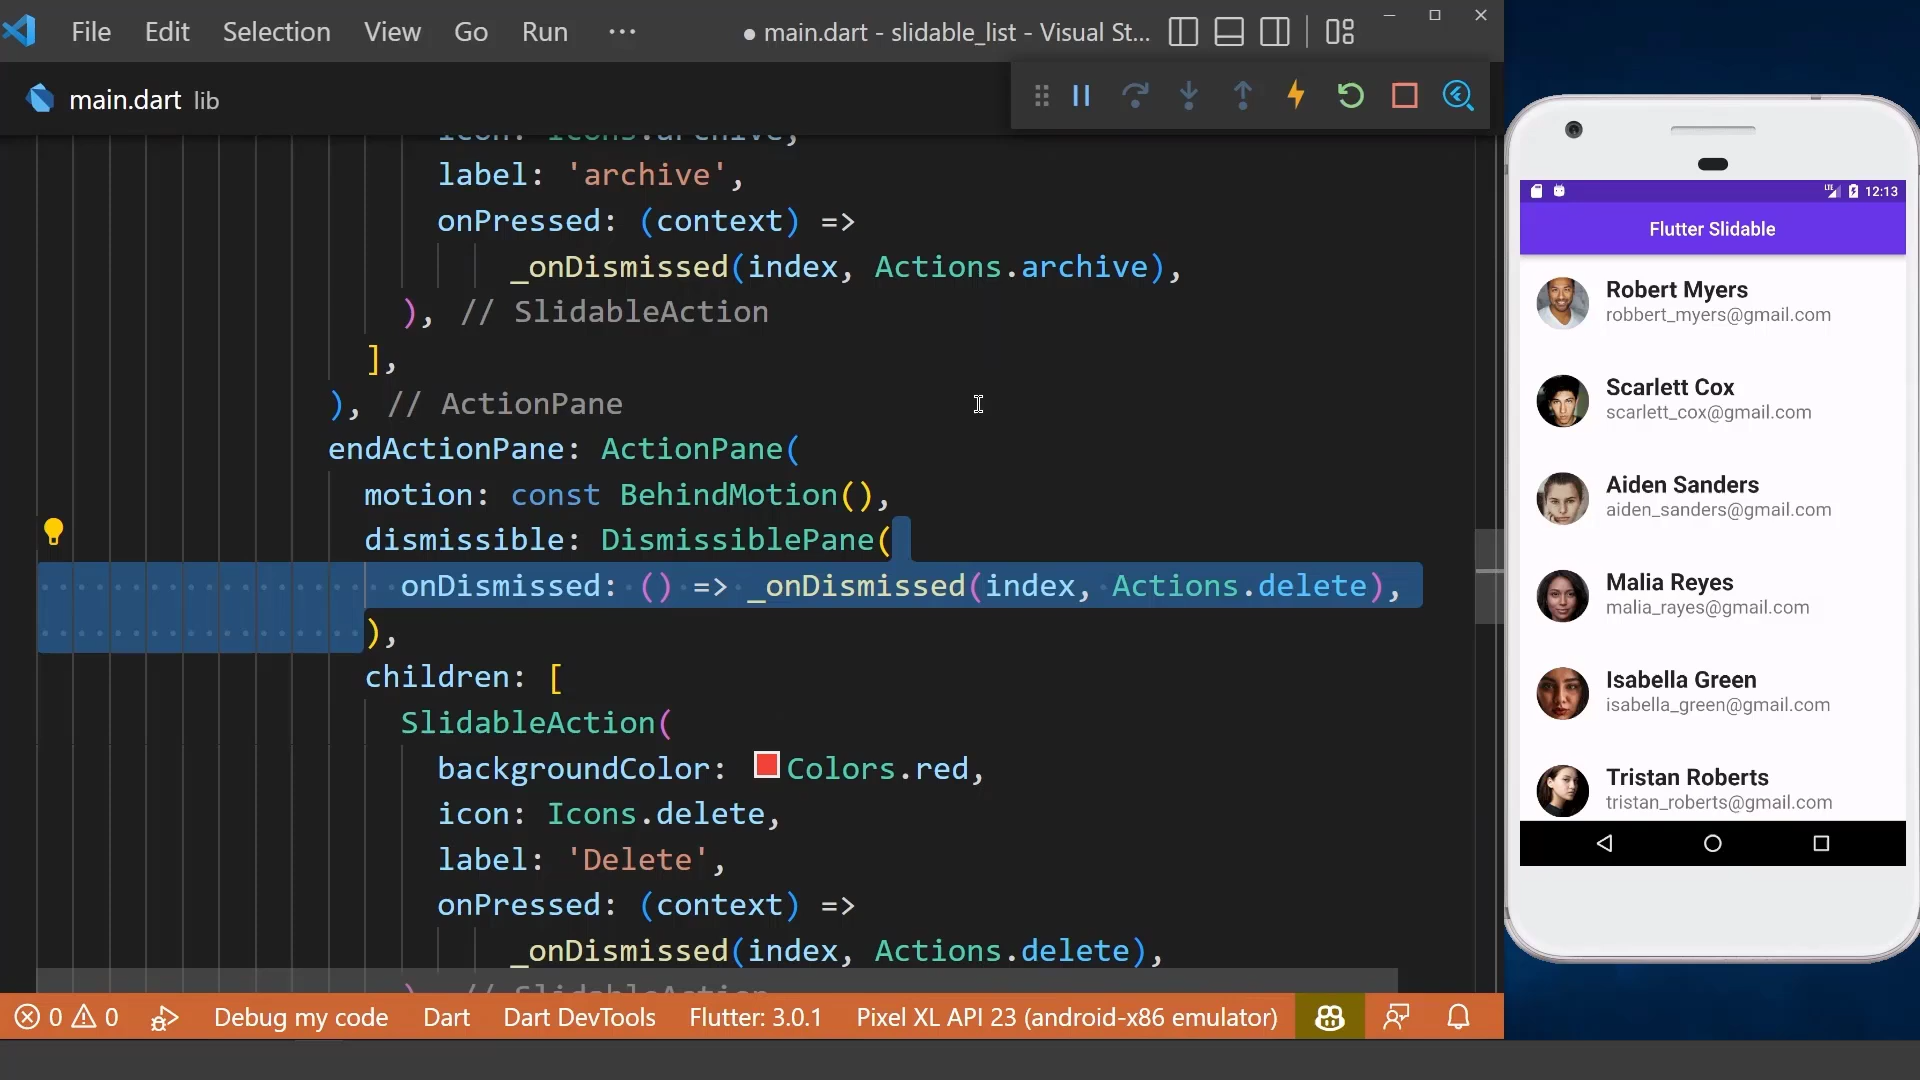 File Edit Selection View Go Run ···
● main.dart - slidable_list - Visual St...
main.dart lib
icon: Icons.archive,
label: 'archive',
onPressed: (context) =>
_onDismissed(index, Actions.archive),
), // SlidableAction
],
), // ActionPane
endActionPane: ActionPane(
motion: const BehindMotion(),
dismissible: DismissiblePane(
onDismissed: () => _onDismissed(index, Actions.delete),
),
children: [
SlidableAction(
backgroundColor: Colors.red,
icon: Icons.delete,
label: 'Delete',
onPressed: (context) =>
_onDismissed(index, Actions.delete),
), // SlidableAction
0 0 Debug my code Dart Dart DevTools Flutter: 3.0.1 Pixel XL API 23 (android-x86 emulator)
LTE 12:13
Flutter Slidable
Robert Myers
robbert_myers@gmail.com
Scarlett Cox
scarlett_cox@gmail.com
Aiden Sanders
aiden_sanders@gmail.com
Malia Reyes
malia_rayes@gmail.com
Isabella Green
isabella_green@gmail.com
Tristan Roberts
tristan_roberts@gmail.com